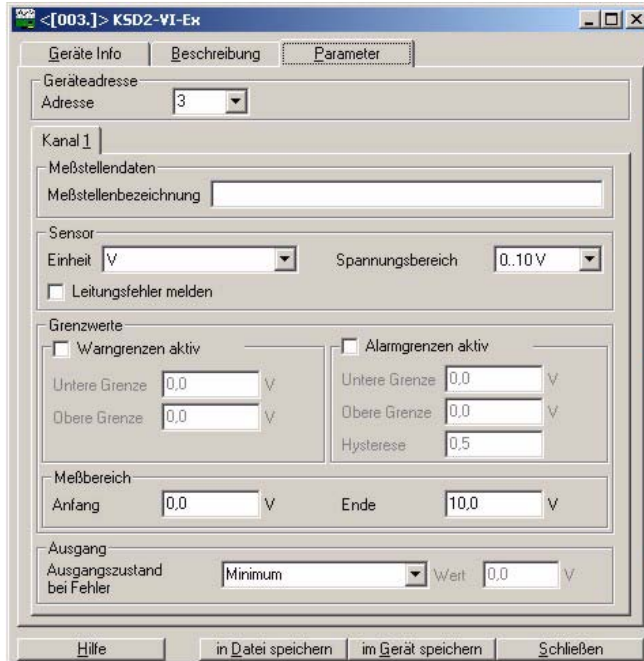 <[003.]> KSD2-VI-Ex
Geräte Info Beschreibung Parameter
Geräteadresse
Adresse 3
Kanal 1
Meßstellendaten
Meßstellenbezeichnung
Sensor
Einheit V Spannungsbereich 0..10 V
Leitungsfehler melden
Grenzwerte
Warngrenzen aktiv
Untere Grenze 0,0 V
Obere Grenze 0,0 V
Alarmgrenzen aktiv
Untere Grenze 0,0 V
Obere Grenze 0,0 V
Hysterese 0,5
Meßbereich
Anfang 0,0 V Ende 10,0 V
Ausgang
Ausgangszustand
bei Fehler Minimum Wert 0,0 V
Hilfe in Datei speichern im Gerät speichern Schließen